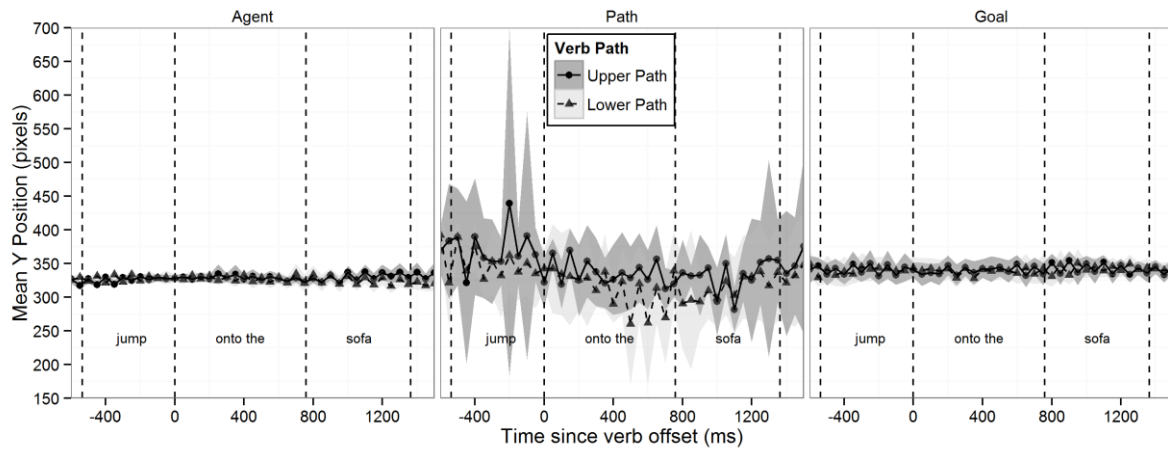 Agent Path Goal
Mean Y Position (pixels)
700
650
600
550
500
450
400
350
300
250
200
150
Verb Path
Upper Path
Lower Path
jump onto the sofa jump onto the sofa jump onto the sofa
-400 0 400 800 1200 -400 0 400 800 1200 -400 0 400 800 1200
Time since verb offset (ms)